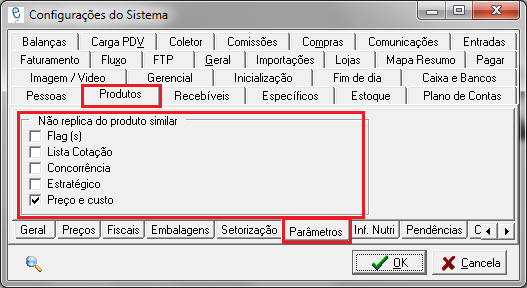 Configurações do Sistema
Balanças Carga PDV Coletor Comissões Compras Comunicações Entradas
Faturamento Fluxo FTP Geral Importações Lojas Mapa Resumo Pagar
Imagem / Video Gerencial Inicialização Fim de dia Caixa e Bancos
Pessoas Produtos Recebíveis Específicos Estoque Plano de Contas
Não replica do produto similar
Flag (s)
Lista Cotação
Concorrência
Estratégico
Preço e custo
Geral Preços Fiscais Embalagens Setorização Parâmetros Inf. Nutri Pendências
OK Cancela